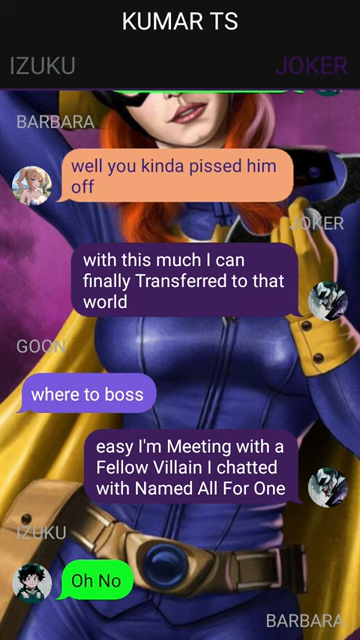 KUMAR TS
IZUKU
JOKER
BARBARA
well you kinda pissed him
off
JOKER
with this much I can
finally Transferred to that
world
GOON
where to boss
easy I'm Meeting with a
Fellow Villain I chatted
with Named All For One
IZUKU
Oh No
BARBARA